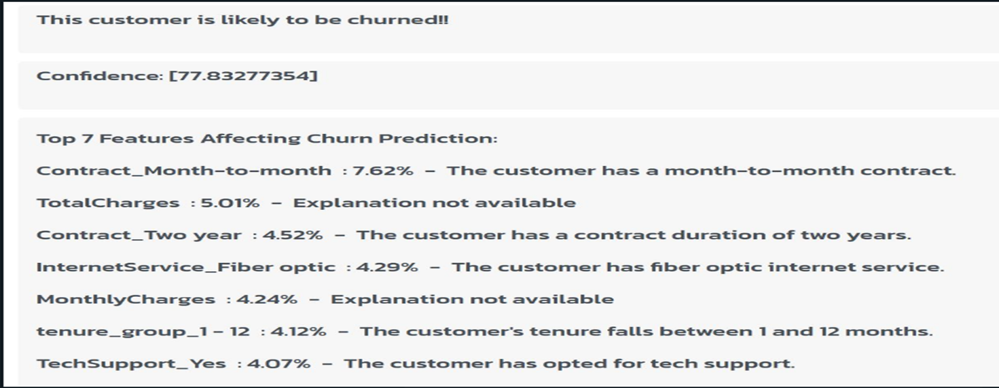 This customer is likely to be churned!!
Confidence: [77.83277354]
Top 7 Features Affecting Churn Prediction:
Contract_Month-to-month : 7.62% - The customer has a month-to-month contract.
TotalCharges : 5.01% - Explanation not available
Contract_Two year : 4.52% - The customer has a contract duration of two years.
InternetService_Fiber optic : 4.29% - The customer has fiber optic internet service.
MonthlyCharges : 4.24% - Explanation not available
tenure_group_1 - 12 : 4.12% - The customer's tenure falls between 1 and 12 months.
TechSupport_Yes : 4.07% - The customer has opted for tech support.